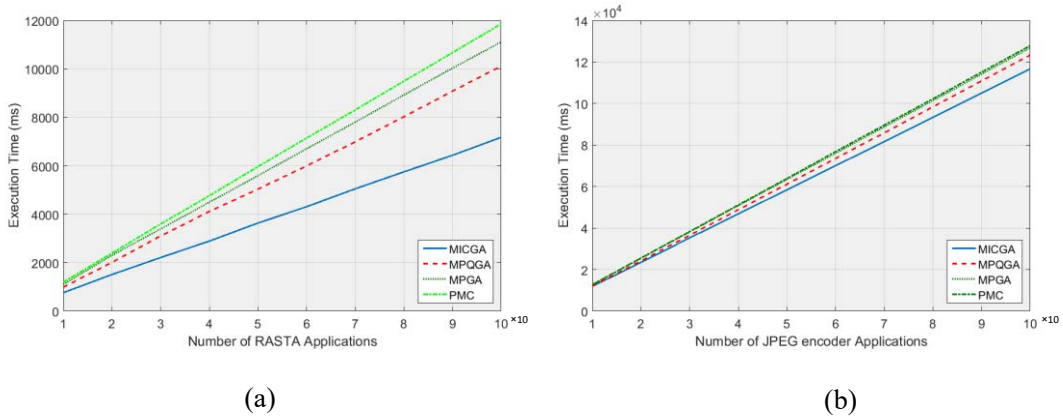 12000
10000
8000
6000
4000
2000
0
Execution Time (ms)
1 2 3 4 5 6 7 8 9 10 ×10
Number of RASTA Applications
MICGA
MPQGA
MPGA
PMC
(a)
14 ×10⁴
12
10
8
6
4
2
0
Execution Time (ms)
1 2 3 4 5 6 7 8 9 10 ×10
Number of JPEG encoder Applications
MICGA
MPQGA
MPGA
PMC
(b)